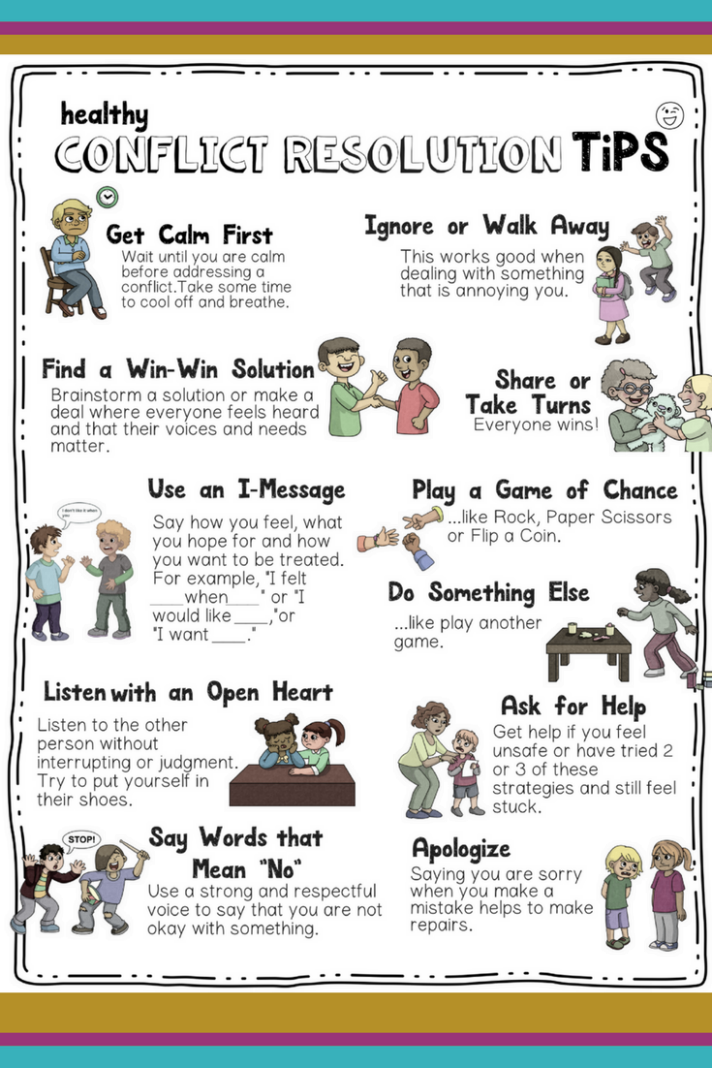 healthy
CONFLICT RESOLUTION TiPS
Get Calm First
Wait until you are calm
before addressing a
conflict.Take some time
to cool off and breathe.
Ignore or Walk Away
This works good when
dealing with something
that is annoying you.
Find a Win-Win Solution
Brainstorm a solution or make a
deal where everyone feels heard
and that their voices and needs
matter.
Share or
Take Turns
Everyone wins!
Use an I-Message
Say how you feel, what
you hope for and how
you want to be treated.
For example, "I felt
____when____" or "I
would like____,"or
"I want____."
I don't like it when
you
Play a Game of Chance
...like Rock, Paper Scissors
or Flip a Coin.
Do Something Else
...like play another
game.
Listen with an Open Heart
Listen to the other
person without
interrupting or judgment.
Try to put yourself in
their shoes.
Ask for Help
Get help if you feel
unsafe or have tried 2
or 3 of these
strategies and still feel
stuck.
STOP!
Say Words that
Mean "No"
Use a strong and respectful
voice to say that you are not
okay with something.
Apologize
Saying you are sorry
when you make a
mistake helps to make
repairs.